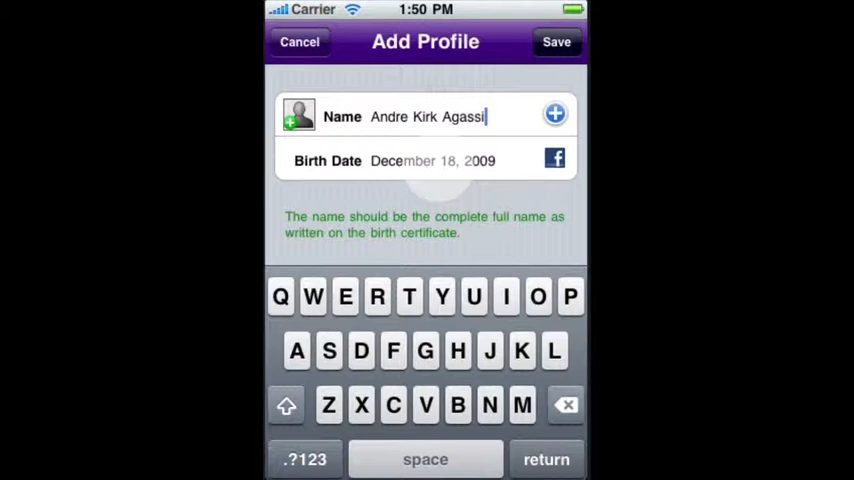 Carrier 1:50 PM
Cancel Add Profile Save
Name Andre Kirk Agassi
Birth Date December 18, 2009
f
The name should be the complete full name as
written on the birth certificate.
Q W E R T Y U I O P
A S D F G H J K L
Z X C V B N M
.?123 space return